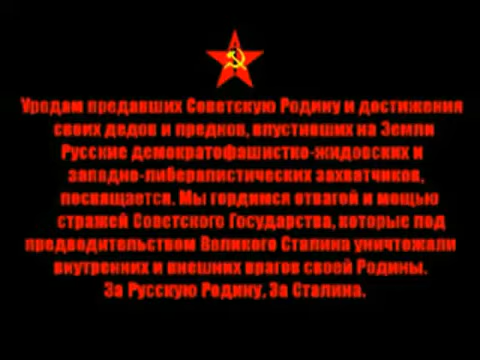 Уродам предавших Советскую Родину и достижения
своих дедов и предков, впустивших на Земли
Русские демократофашистко-жидовских и
западно-либералистических захватчиков,
посвящается. Мы гордимся отвагой и мощью
стражей Советского Государства, которые под
предводительством Великого Сталина уничтожали
внутренних и внешних врагов своей Родины.
За Русскую Родину, За Сталина.